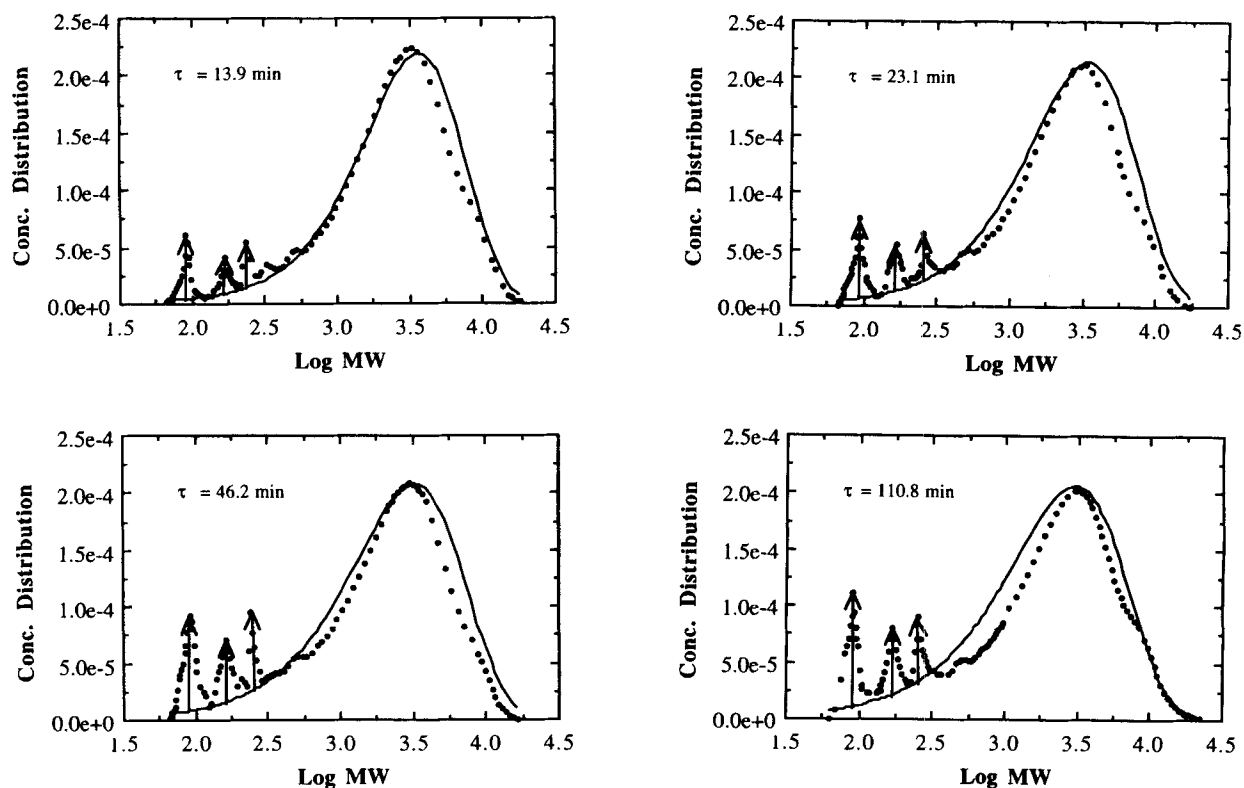 2.5e-4
2.0e-4
1.5e-4
1.0e-4
5.0e-5
0.0e+0
Conc. Distribution
τ = 13.9 min
1.5 2.0 2.5 3.0 3.5 4.0 4.5
Log MW
2.5e-4
2.0e-4
1.5e-4
1.0e-4
5.0e-5
0.0e+0
Conc. Distribution
τ = 23.1 min
1.5 2.0 2.5 3.0 3.5 4.0 4.5
Log MW
2.5e-4
2.0e-4
1.5e-4
1.0e-4
5.0e-5
0.0e+0
Conc. Distribution
τ = 46.2 min
1.5 2.0 2.5 3.0 3.5 4.0 4.5
Log MW
2.5e-4
2.0e-4
1.5e-4
1.0e-4
5.0e-5
0.0e+0
Conc. Distribution
τ = 110.8 min
1.5 2.0 2.5 3.0 3.5 4.0 4.5
Log MW